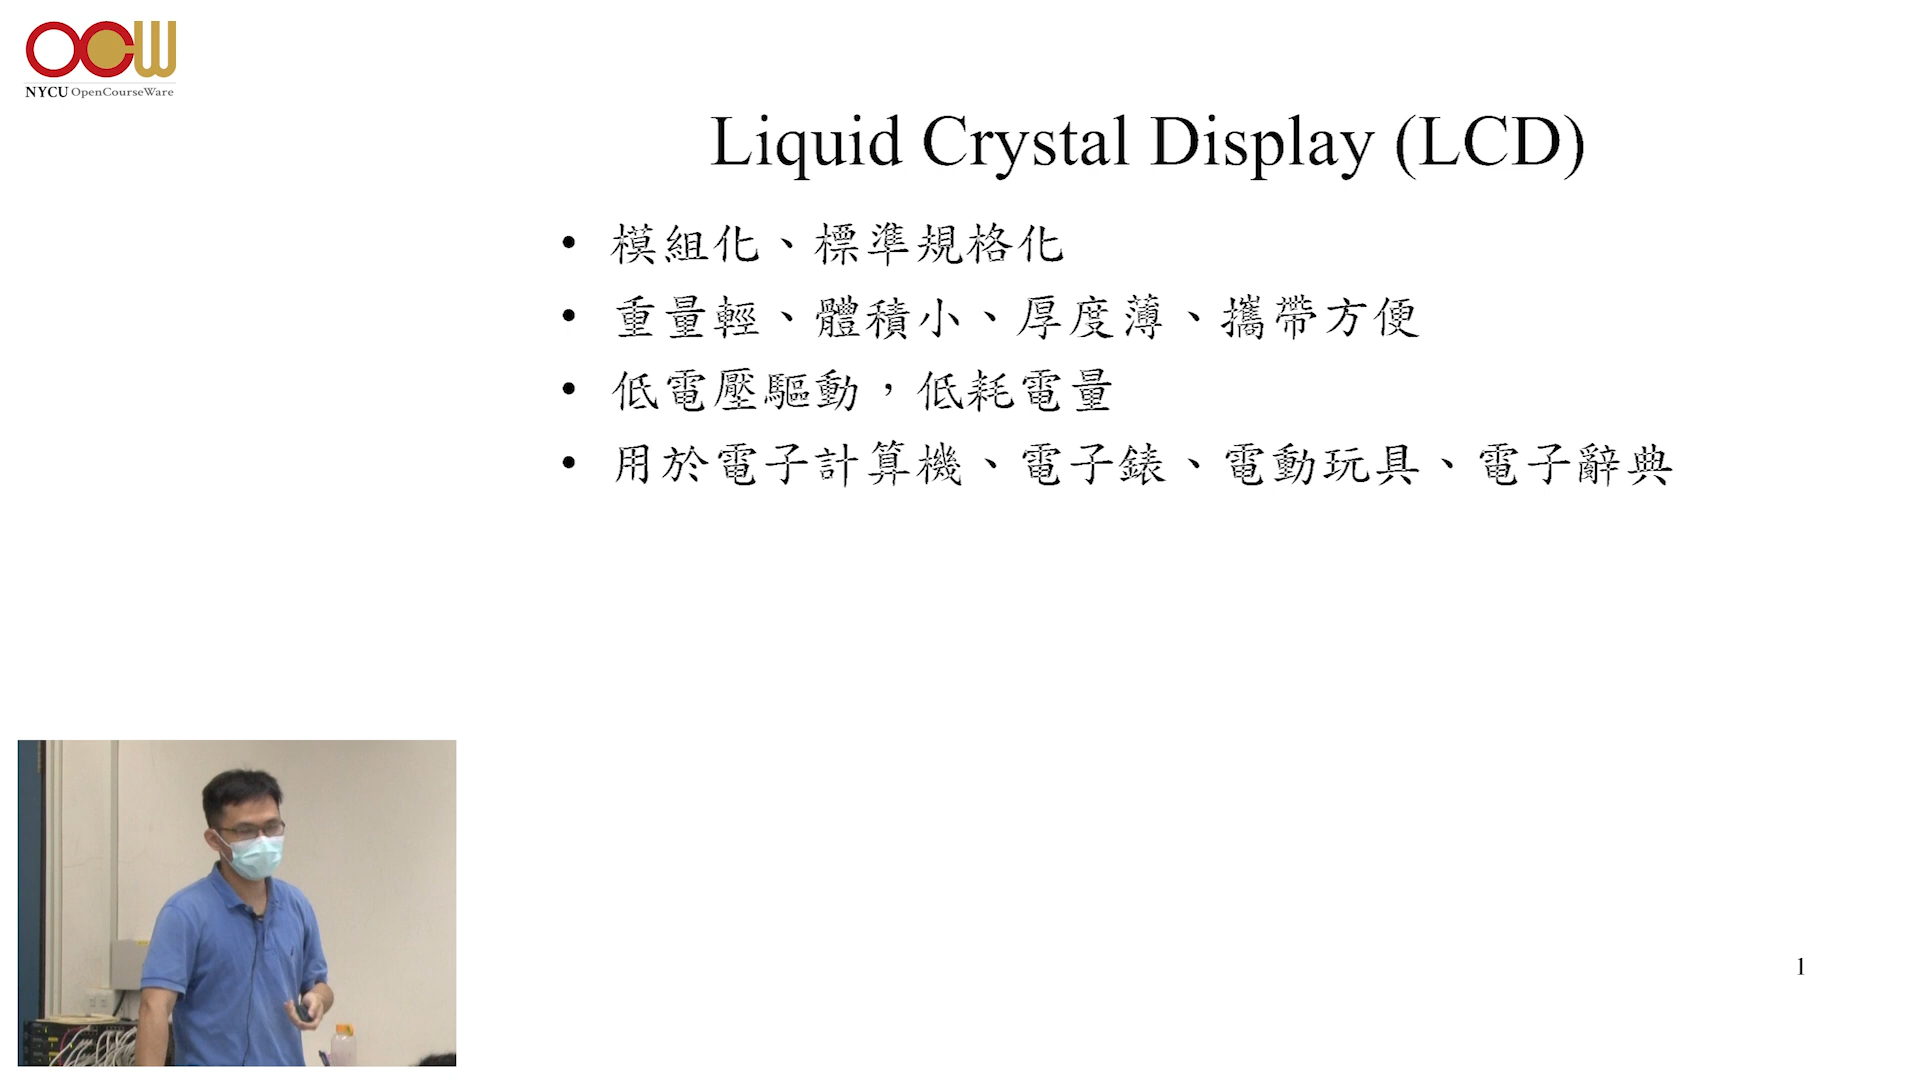 OCW
NYCU OpenCourseWare
Liquid Crystal Display (LCD)
• 模組化、標準規格化
• 重量輕、體積小、厚度薄、攜帶方便
• 低電壓驅動，低耗電量
• 用於電子計算機、電子錶、電動玩具、電子辭典
1